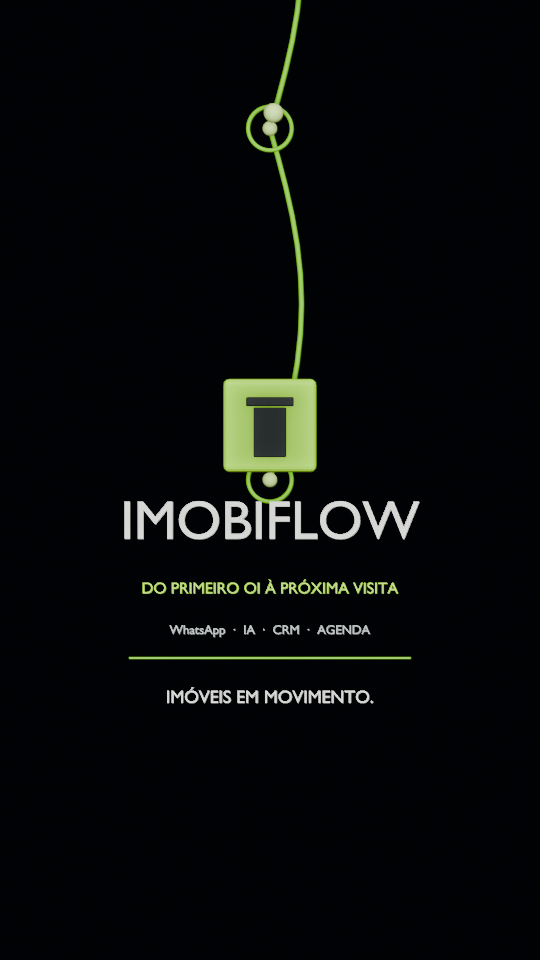 IMOBIFLOW
DO PRIMEIRO OI À PRÓXIMA VISITA
WhatsApp · IA · CRM · AGENDA
IMÓVEIS EM MOVIMENTO.